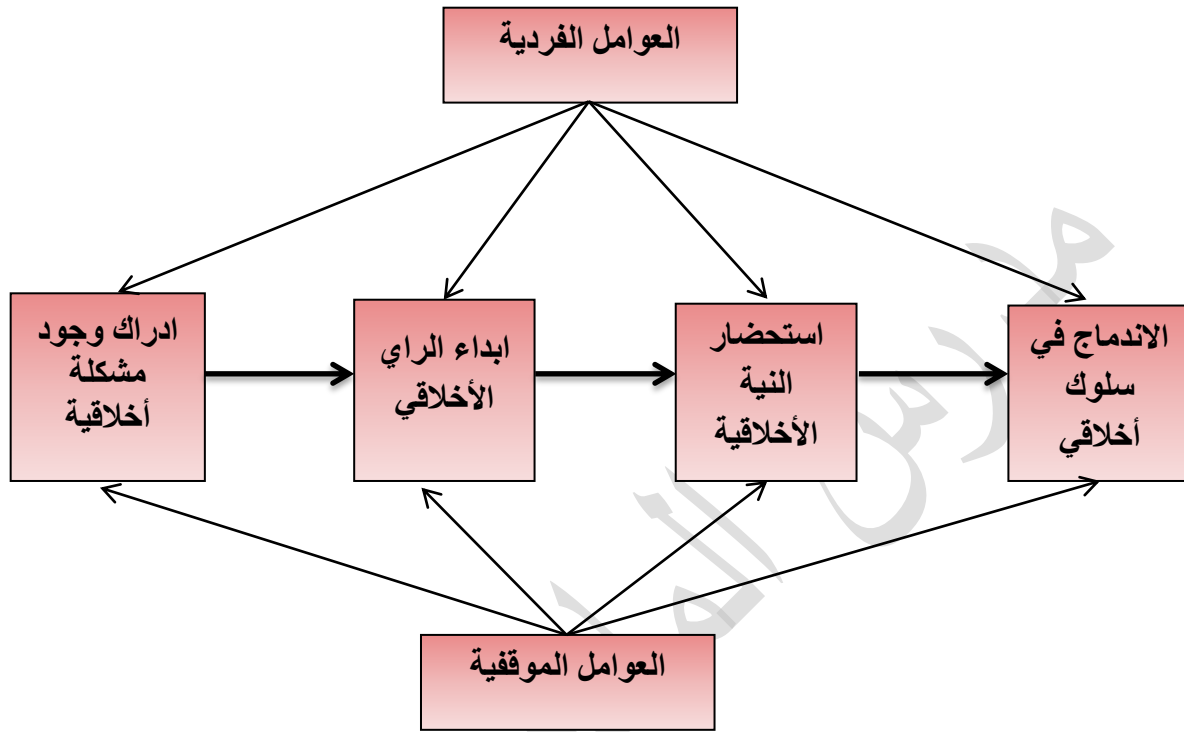 العوامل الفردية
ادراك وجود
مشكلة
أخلاقية
ابداء الراي
الأخلاقي
استحضار
النية
الأخلاقية
الاندماج في
سلوك
أخلاقي
العوامل الموقفية